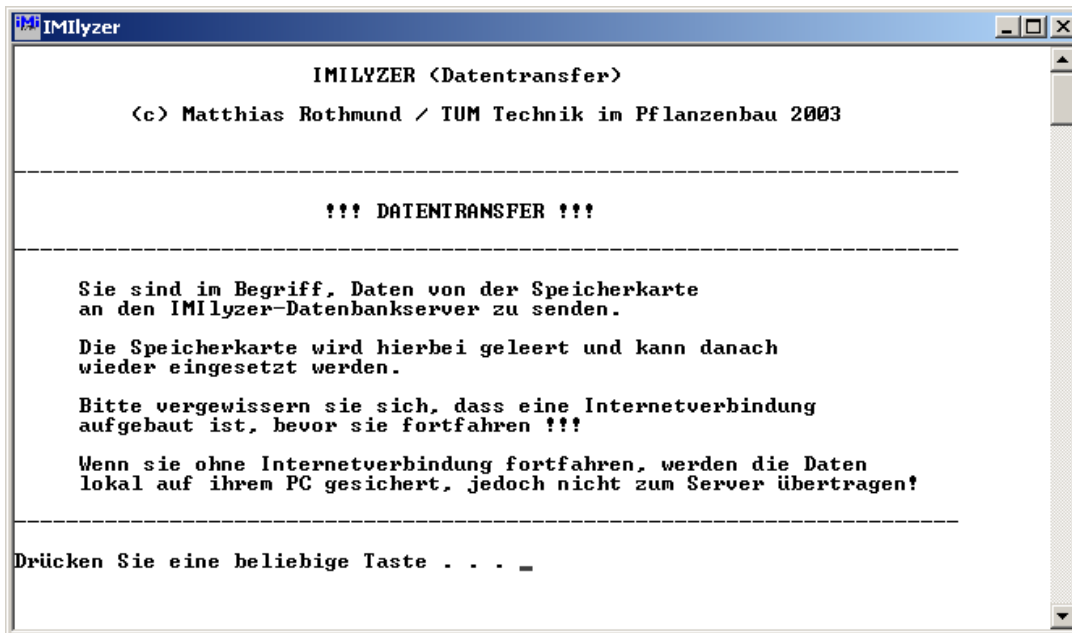 iMi IMIlyzer
IMILYZER (Datentransfer)
(c) Matthias Rothmund / TUM Technik im Pflanzenbau 2003
!!! DATENTRANSFER !!!
Sie sind im Begriff, Daten von der Speicherkarte
an den IMIlyzer-Datenbankserver zu senden.
Die Speicherkarte wird hierbei geleert und kann danach
wieder eingesetzt werden.
Bitte vergewissern sie sich, dass eine Internetverbindung
aufgebaut ist, bevor sie fortfahren !!!
Wenn sie ohne Internetverbindung fortfahren, werden die Daten
lokal auf ihrem PC gesichert, jedoch nicht zum Server übertragen!
Drücken Sie eine beliebige Taste . . . _